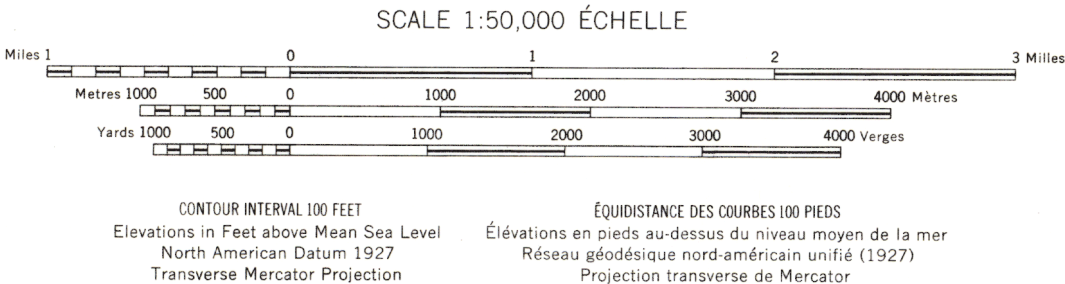 SCALE 1:50,000 ÉCHELLE
Miles 1 0 1 2 3 Milles
Metres 1000 500 0 1000 2000 3000 4000 Mètres
Yards 1000 500 0 1000 2000 3000 4000 Verges
CONTOUR INTERVAL 100 FEET
Elevations in Feet above Mean Sea Level
North American Datum 1927
Transverse Mercator Projection
ÉQUIDISTANCE DES COURBES 100 PIEDS
Élévations en pieds au-dessus du niveau moyen de la mer
Réseau géodésique nord-américain unifié (1927)
Projection transverse de Mercator